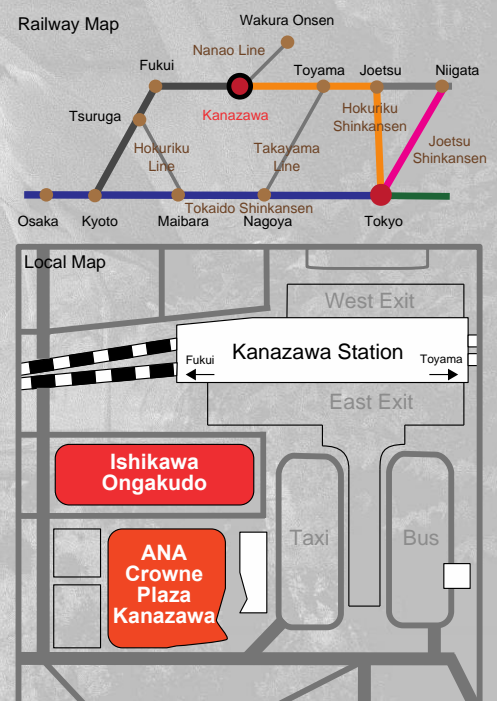 Railway Map
Wakura Onsen
Nanao Line
Fukui
Toyama
Joetsu
Niigata
Tsuruga
Kanazawa
Hokuriku
Shinkansen
Hokuriku
Line
Takayama
Line
Joetsu
Shinkansen
Tokaido Shinkansen
Osaka
Kyoto
Maibara
Nagoya
Tokyo
Local Map
West Exit
Kanazawa Station
Fukui
Toyama
East Exit
Ishikawa
Ongakudo
Taxi
Bus
ANA
Crowne
Plaza
Kanazawa